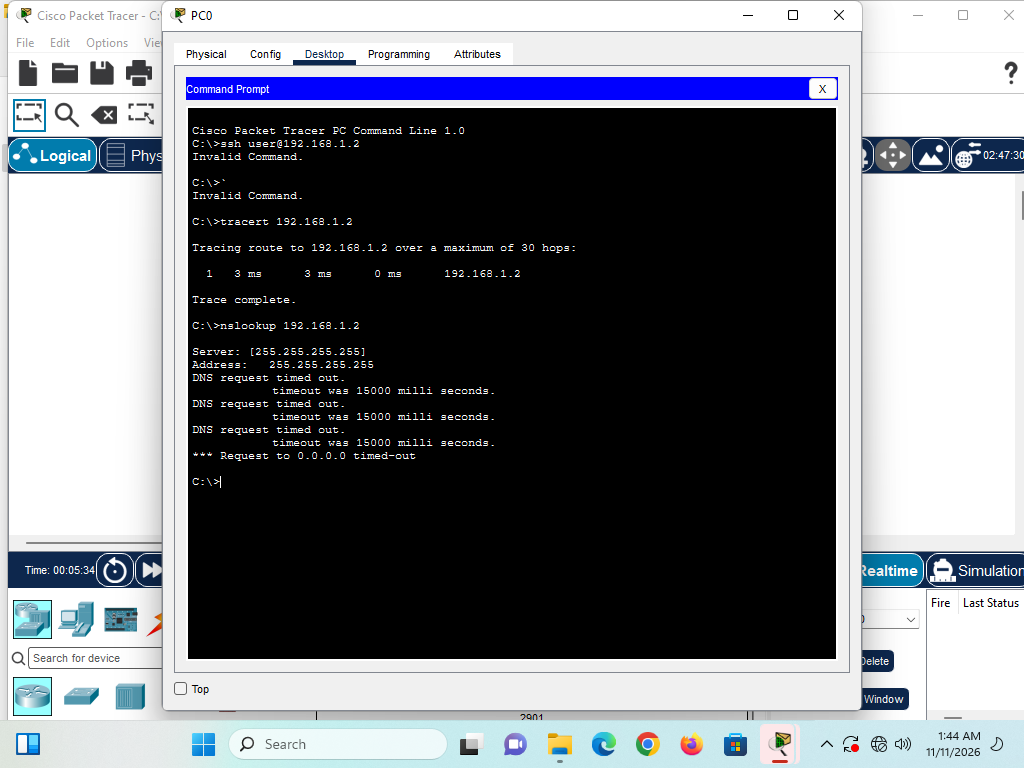 Cisco Packet Tracer - C:\
PC0
File Edit Options
Physical Config Desktop Programming Attributes
Command Prompt
X
Cisco Packet Tracer PC Command Line 1.0
C:\>ssh user@192.168.1.2
Invalid Command.
C:\>`
Invalid Command.
C:\>tracert 192.168.1.2
Tracing route to 192.168.1.2 over a maximum of 30 hops:
1 3 ms 3 ms 0 ms 192.168.1.2
Trace complete.
C:\>nslookup 192.168.1.2
Server: [255.255.255.255]
Address: 255.255.255.255
DNS request timed out.
timeout was 15000 milli seconds.
DNS request timed out.
timeout was 15000 milli seconds.
DNS request timed out.
timeout was 15000 milli seconds.
*** Request to 0.0.0.0 timed-out
C:\>
Top
?
Logical Phys
02:47:30
Time: 00:05:34
Realtime
Simulation
Fire Last Status
Search for device
Delete
Window
2901
Search
1:44 AM
11/11/2026